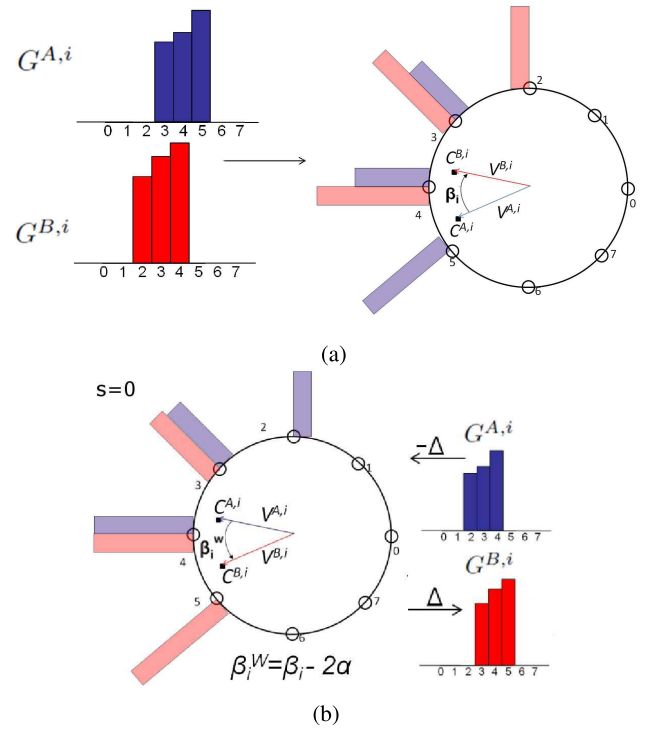 G^{A,i}
0 1 2 3 4 5 6 7
G^{B,i}
0 1 2 3 4 5 6 7
2
3
1
C^{B,i}
V^{B,i}
β_i
0
4
V^{A,i}
C^{A,i}
5
7
6
(a)
s=0
2
-Δ
G^{A,i}
1
3
C^{A,i}
V^{A,i}
0 1 2 3 4 5 6 7
β_i^w
0
4
V^{B,i}
G^{B,i}
C^{B,i}
5
7
Δ
6
0 1 2 3 4 5 6 7
β_i^W=β_i- 2α
(b)